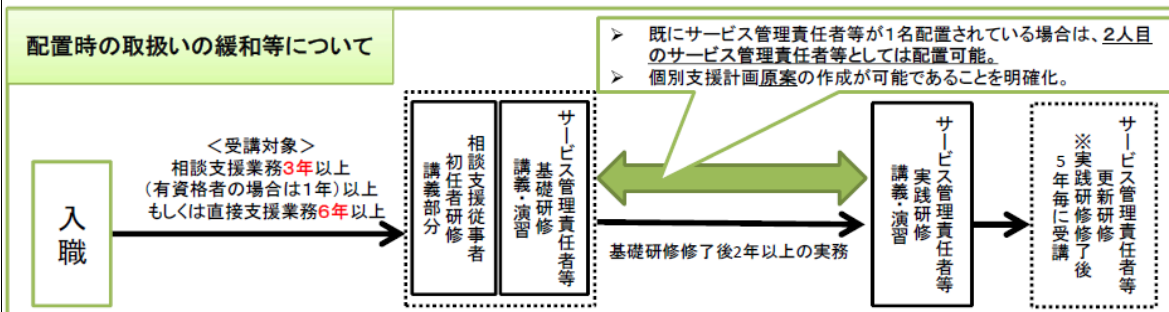 配置時の取扱いの緩和等について
➢ 既にサービス管理責任者等が1名配置されている場合は、2人目
のサービス管理責任者等としては配置可能。
➢ 個別支援計画原案の作成が可能であることを明確化。
入職
<受講対象>
相談支援業務3年以上
(有資格者の場合は1年)以上
もしくは直接支援業務6年以上
相談支援従事者
初任者研修
講義部分
サービス管理責任者等
基礎研修
講義・演習
基礎研修修了後2年以上の実務
サービス管理責任者等
実践研修
講義・演習
サービス管理責任者等
更新研修
※実践研修修了後
5年毎に受講